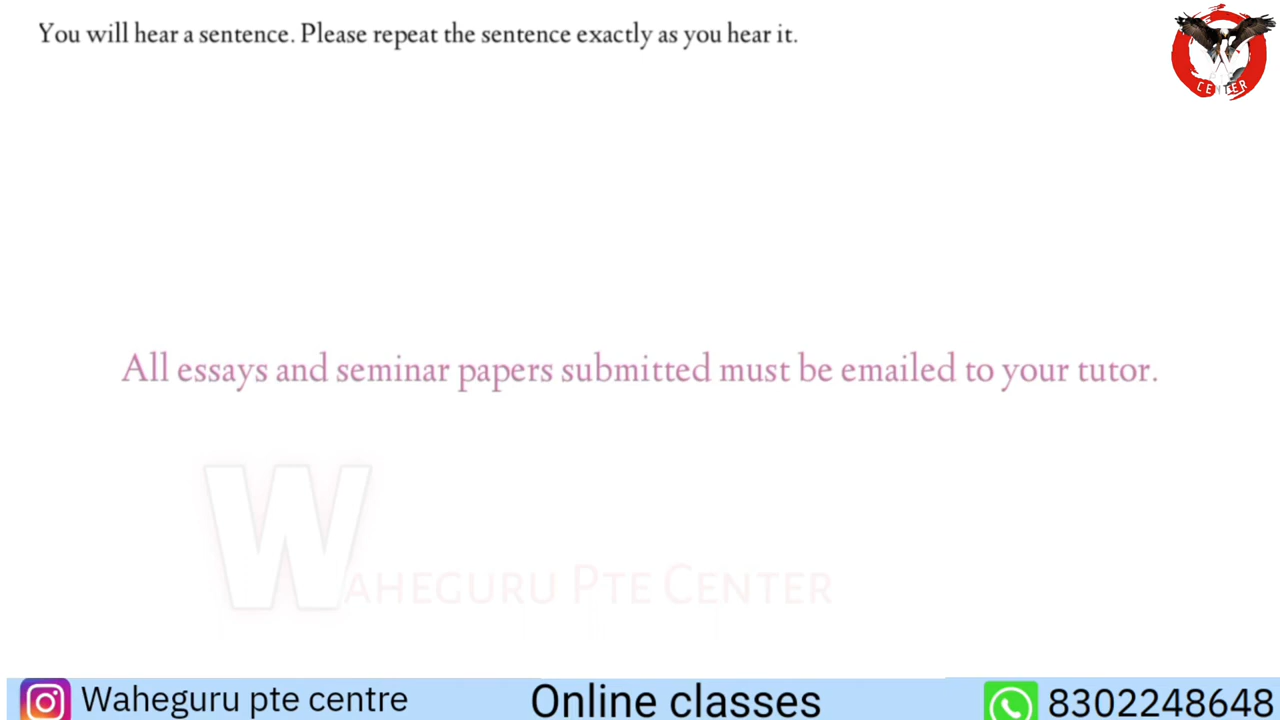 You will hear a sentence. Please repeat the sentence exactly as you hear it.
CENTER
All essays and seminar papers submitted must be emailed to your tutor.
WAHEGURU PTE CENTER
Waheguru pte centre
Online classes
8302248648